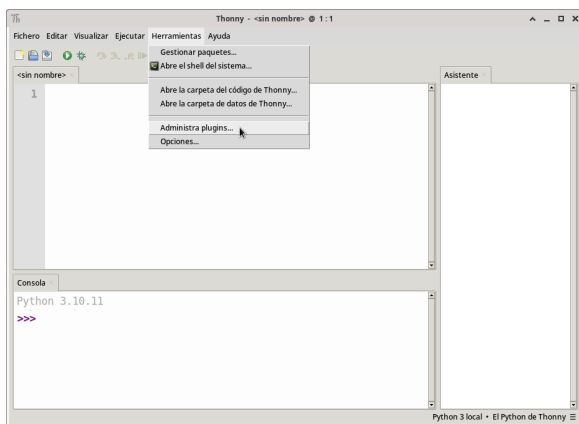 Thonny - <sin nombre> @ 1 : 1
Fichero Editar Visualizar Ejecutar Herramientas Ayuda
Gestionar paquetes...
Abre el shell del sistema...
Abre la carpeta del código de Thonny...
Abre la carpeta de datos de Thonny...
Administra plugins...
Opciones...
<sin nombre>
1
Asistente
Consola
Python 3.10.11
>>>
Python 3 local • El Python de Thonny ≡